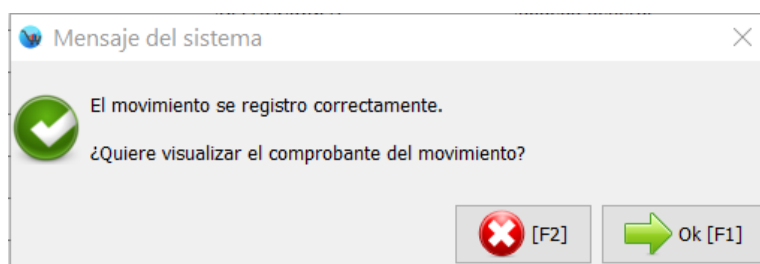 Mensaje del sistema
El movimiento se registro correctamente.
¿Quiere visualizar el comprobante del movimiento?
[F2]
Ok [F1]